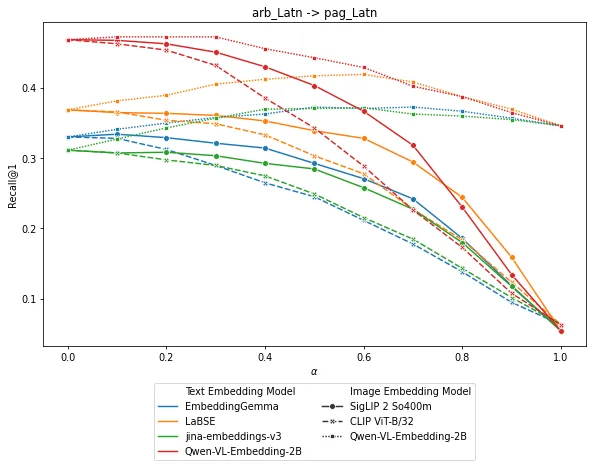 arb_Latn -> pag_Latn
Recall@1
0.4
0.3
0.2
0.1
0.0 0.2 0.4 0.6 0.8 1.0
α
Text Embedding Model
EmbeddingGemma
LaBSE
jina-embeddings-v3
Qwen-VL-Embedding-2B
Image Embedding Model
SigLIP 2 So400m
CLIP ViT-B/32
Qwen-VL-Embedding-2B